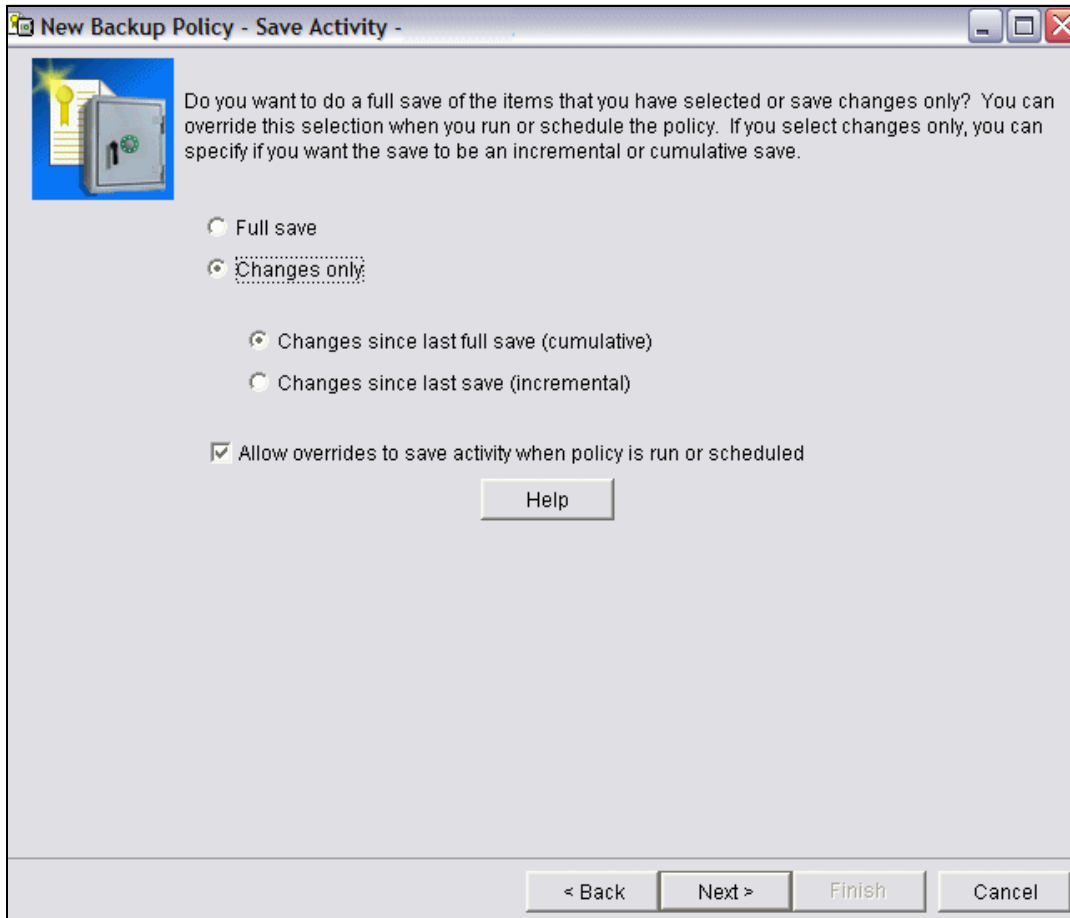 New Backup Policy - Save Activity -
Do you want to do a full save of the items that you have selected or save changes only? You can
override this selection when you run or schedule the policy. If you select changes only, you can
specify if you want the save to be an incremental or cumulative save.
Full save
Changes only
Changes since last full save (cumulative)
Changes since last save (incremental)
Allow overrides to save activity when policy is run or scheduled
Help
< Back
Next >
Finish
Cancel